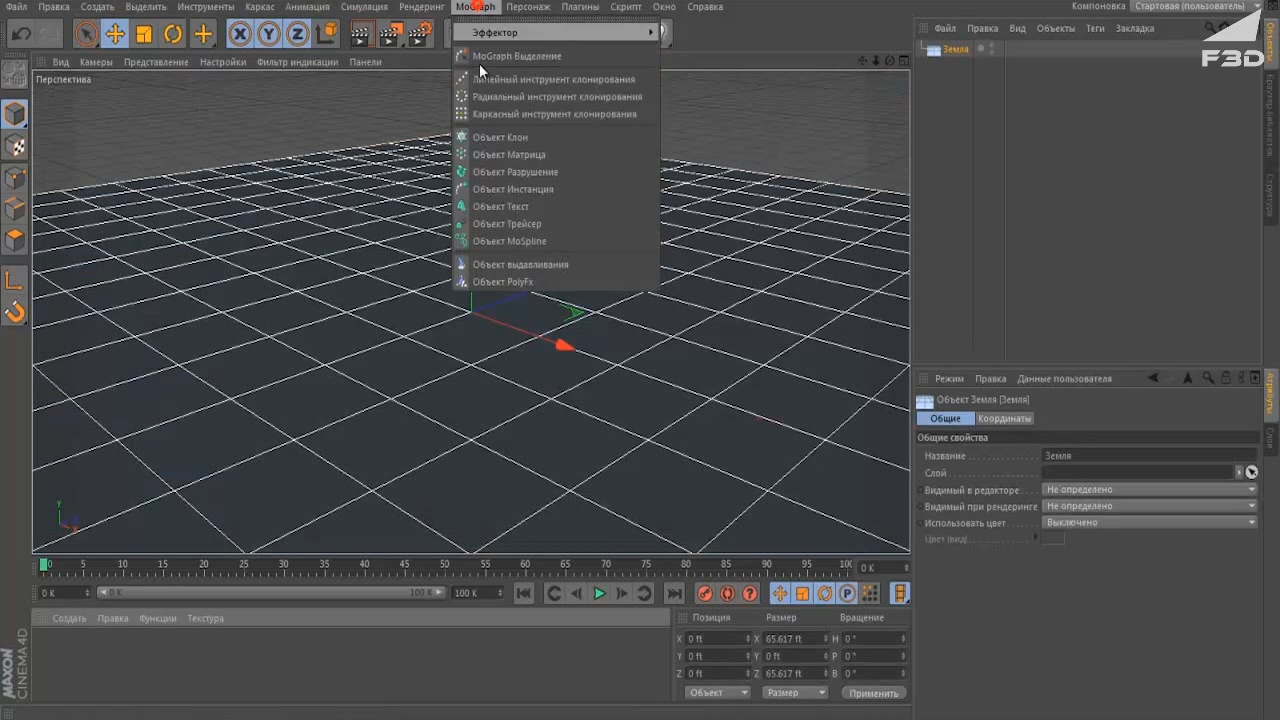 Файл Правка Создать Выделить Инструменты Каркас Анимация Симуляция Рендеринг MoGraph Персонаж Плагины Скрипт Окно Справка Компоновка Стартовая (пользователь)
X Y Z
Эффектор
MoGraph Выделение
Линейный инструмент клонирования
Радиальный инструмент клонирования
Каркасный инструмент клонирования
Объект Клон
Объект Матрица
Объект Разрушение
Объект Инстанция
Объект Текст
Объект Трейсер
Объект MoSpline
Объект выдавливания
Объект PolyFx
Вид Камеры Представление Настройки Фильтр индикации Панели
Перспектива
Файл Правка Вид Объекты Теги Закладка
F3D
Земля
Объекты
Структура
Режим Правка Данные пользователя
Атрибуты
Слои
Объект Земля [Земля]
Общие Координаты
Общие свойства
Название Земля
Слой
Видимый в редакторе Не определено
Видимый при рендеринге Не определено
Использовать цвет Выключено
Цвет (вид)
Y
0 5 10 15 20 25 30 35 40 45 50 55 60 65 70 75 80 85 90 95 100 0 K
0 K 0 K 100 K 100 K P
Создать Правка Функции Текстура
Позиция Размер Вращение
X 0 ft X 65.617 ft H 0 °
Y 0 ft Y 0 ft P 0 °
Z 0 ft Z 65.617 ft B 0 °
Объект Размер Применить
MAXON
CINEMA 4D